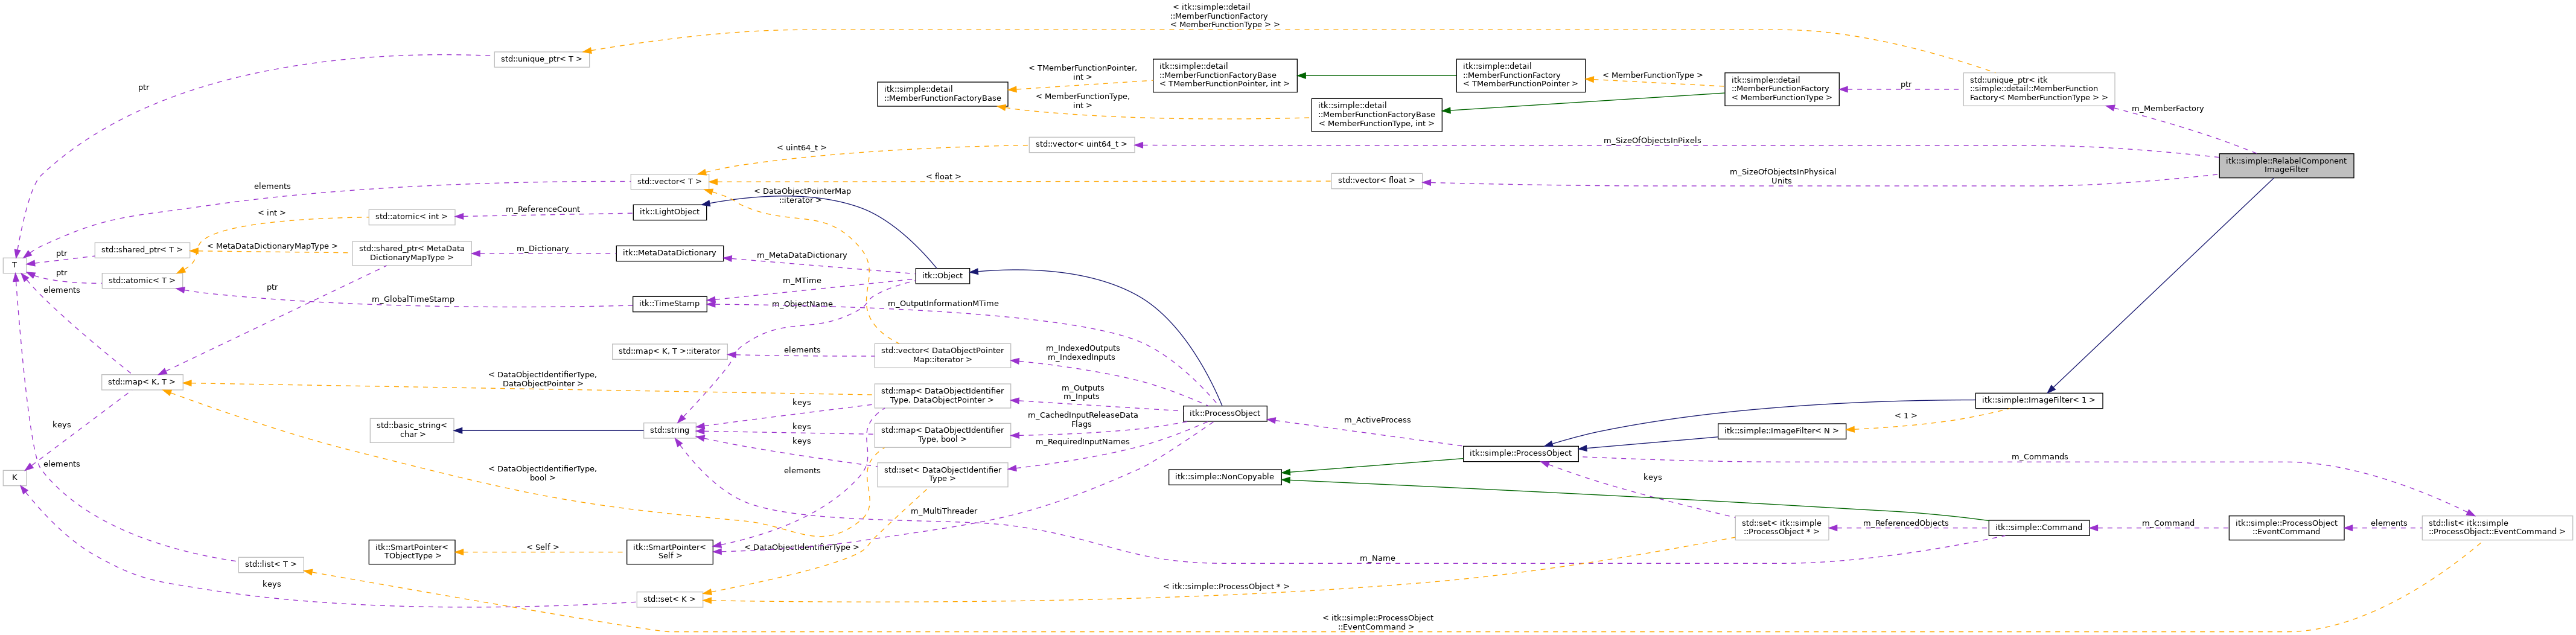 < itk::simple::detail
::MemberFunctionFactory
< MemberFunctionType > >
std::unique_ptr< T >
ptr
itk::simple::detail
::MemberFunctionFactoryBase
< TMemberFunctionPointer,
int >
< MemberFunctionType,
int >
itk::simple::detail
::MemberFunctionFactoryBase
< TMemberFunctionPointer, int >
itk::simple::detail
::MemberFunctionFactoryBase
< MemberFunctionType, int >
itk::simple::detail
::MemberFunctionFactory
< TMemberFunctionPointer >
< MemberFunctionType >
itk::simple::detail
::MemberFunctionFactory
< MemberFunctionType >
ptr
std::unique_ptr< itk
::simple::detail::MemberFunction
Factory< MemberFunctionType > >
m_MemberFactory
itk::simple::RelabelComponent
ImageFilter
m_SizeOfObjectsInPixels
std::vector< uint64_t >
< uint64_t >
m_SizeOfObjectsInPhysical
Units
std::vector< float >
< float >
std::vector< T >
elements
< DataObjectPointerMap
::iterator >
itk::LightObject
m_ReferenceCount
std::atomic< int >
< int >
std::shared_ptr< T >
ptr
< MetaDataDictionaryMapType >
std::shared_ptr< MetaData
DictionaryMapType >
m_Dictionary
itk::MetaDataDictionary
m_MetaDataDictionary
itk::Object
T
std::atomic< T >
ptr
elements
ptr
m_GlobalTimeStamp
itk::TimeStamp
m_MTime
m_ObjectName
m_OutputInformationMTime
std::map< K, T >::iterator
elements
std::vector< DataObjectPointer
Map::iterator >
m_IndexedOutputs
m_IndexedInputs
std::map< K, T >
< DataObjectIdentifierType,
DataObjectPointer >
std::map< DataObjectIdentifier
Type, DataObjectPointer >
m_Outputs
m_Inputs
keys
std::basic_string<
char >
std::string
keys
keys
keys
std::map< DataObjectIdentifier
Type, bool >
m_CachedInputReleaseData
Flags
m_RequiredInputNames
itk::ProcessObject
m_ActiveProcess
itk::simple::ImageFilter< 1 >
< 1 >
itk::simple::ImageFilter< N >
itk::simple::ProcessObject
m_Commands
elements
K
< DataObjectIdentifierType,
bool >
elements
std::set< DataObjectIdentifier
Type >
itk::simple::NonCopyable
keys
m_MultiThreader
std::set< itk::simple
::ProcessObject * >
m_ReferencedObjects
itk::simple::Command
m_Command
itk::simple::ProcessObject
::EventCommand
elements
std::list< itk::simple
::ProcessObject::EventCommand >
itk::SmartPointer<
TObjectType >
< Self >
itk::SmartPointer<
Self >
< DataObjectIdentifierType >
m_Name
std::list< T >
keys
std::set< K >
< itk::simple::ProcessObject * >
< itk::simple::ProcessObject
::EventCommand >